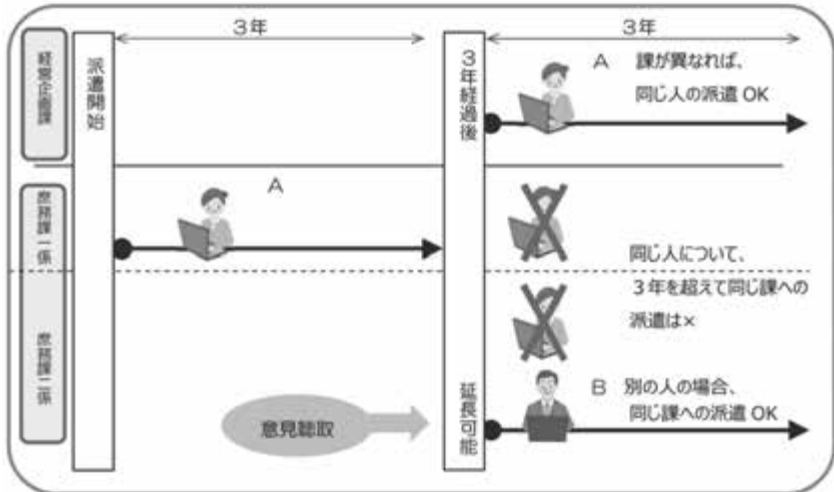 3年
3年
経営企画課
派遣開始
3年経過後
A 課が異なれば、
同じ人の派遣 OK
A
庶務課一係
同じ人について、
3年を超えて同じ課への
派遣は×
庶務課二係
意見聴取
延長可能
B 別の人の場合、
同じ課への派遣 OK